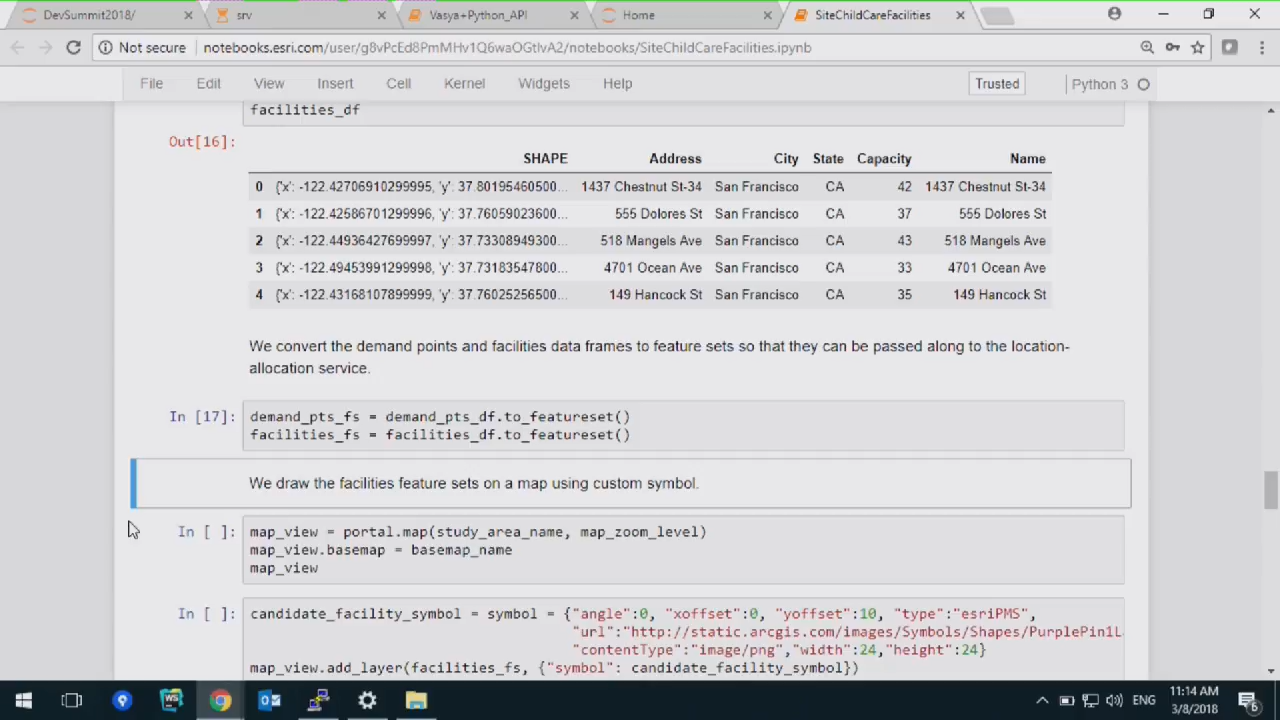 DevSummit2018/
srv
Vasya+Python_API
Home
SiteChildCareFacilities
Not secure
notebooks.esri.com/user/g8vPcEd8PmMHv1Q6waOGtIvA2/notebooks/SiteChildCareFacilities.ipynb
File Edit View Insert Cell Kernel Widgets Help Trusted Python 3
facilities_df
Out[16]:
SHAPE Address City State Capacity Name
0 {'x': -122.42706910299995, 'y': 37.80195460500... 1437 Chestnut St-34 San Francisco CA 42 1437 Chestnut St-34
1 {'x': -122.42586701299996, 'y': 37.76059023600... 555 Dolores St San Francisco CA 37 555 Dolores St
2 {'x': -122.44936427699997, 'y': 37.73308949300... 518 Mangels Ave San Francisco CA 43 518 Mangels Ave
3 {'x': -122.49453991299998, 'y': 37.73183547800... 4701 Ocean Ave San Francisco CA 33 4701 Ocean Ave
4 {'x': -122.43168107899999, 'y': 37.76025256500... 149 Hancock St San Francisco CA 35 149 Hancock St
We convert the demand points and facilities data frames to feature sets so that they can be passed along to the location-
allocation service.
In [17]: demand_pts_fs = demand_pts_df.to_featureset()
facilities_fs = facilities_df.to_featureset()
We draw the facilities feature sets on a map using custom symbol.
In [ ]: map_view = portal.map(study_area_name, map_zoom_level)
map_view.basemap = basemap_name
map_view
In [ ]: candidate_facility_symbol = symbol = {"angle":0, "xoffset":0, "yoffset":10, "type":"esriPMS",
"url":"http://static.arcgis.com/images/Symbols/Shapes/PurplePin1L
"contentType":"image/png","width":24,"height":24}
map_view.add_layer(facilities_fs, {"symbol": candidate_facility_symbol})
WS
ENG
11:14 AM
3/8/2018
6